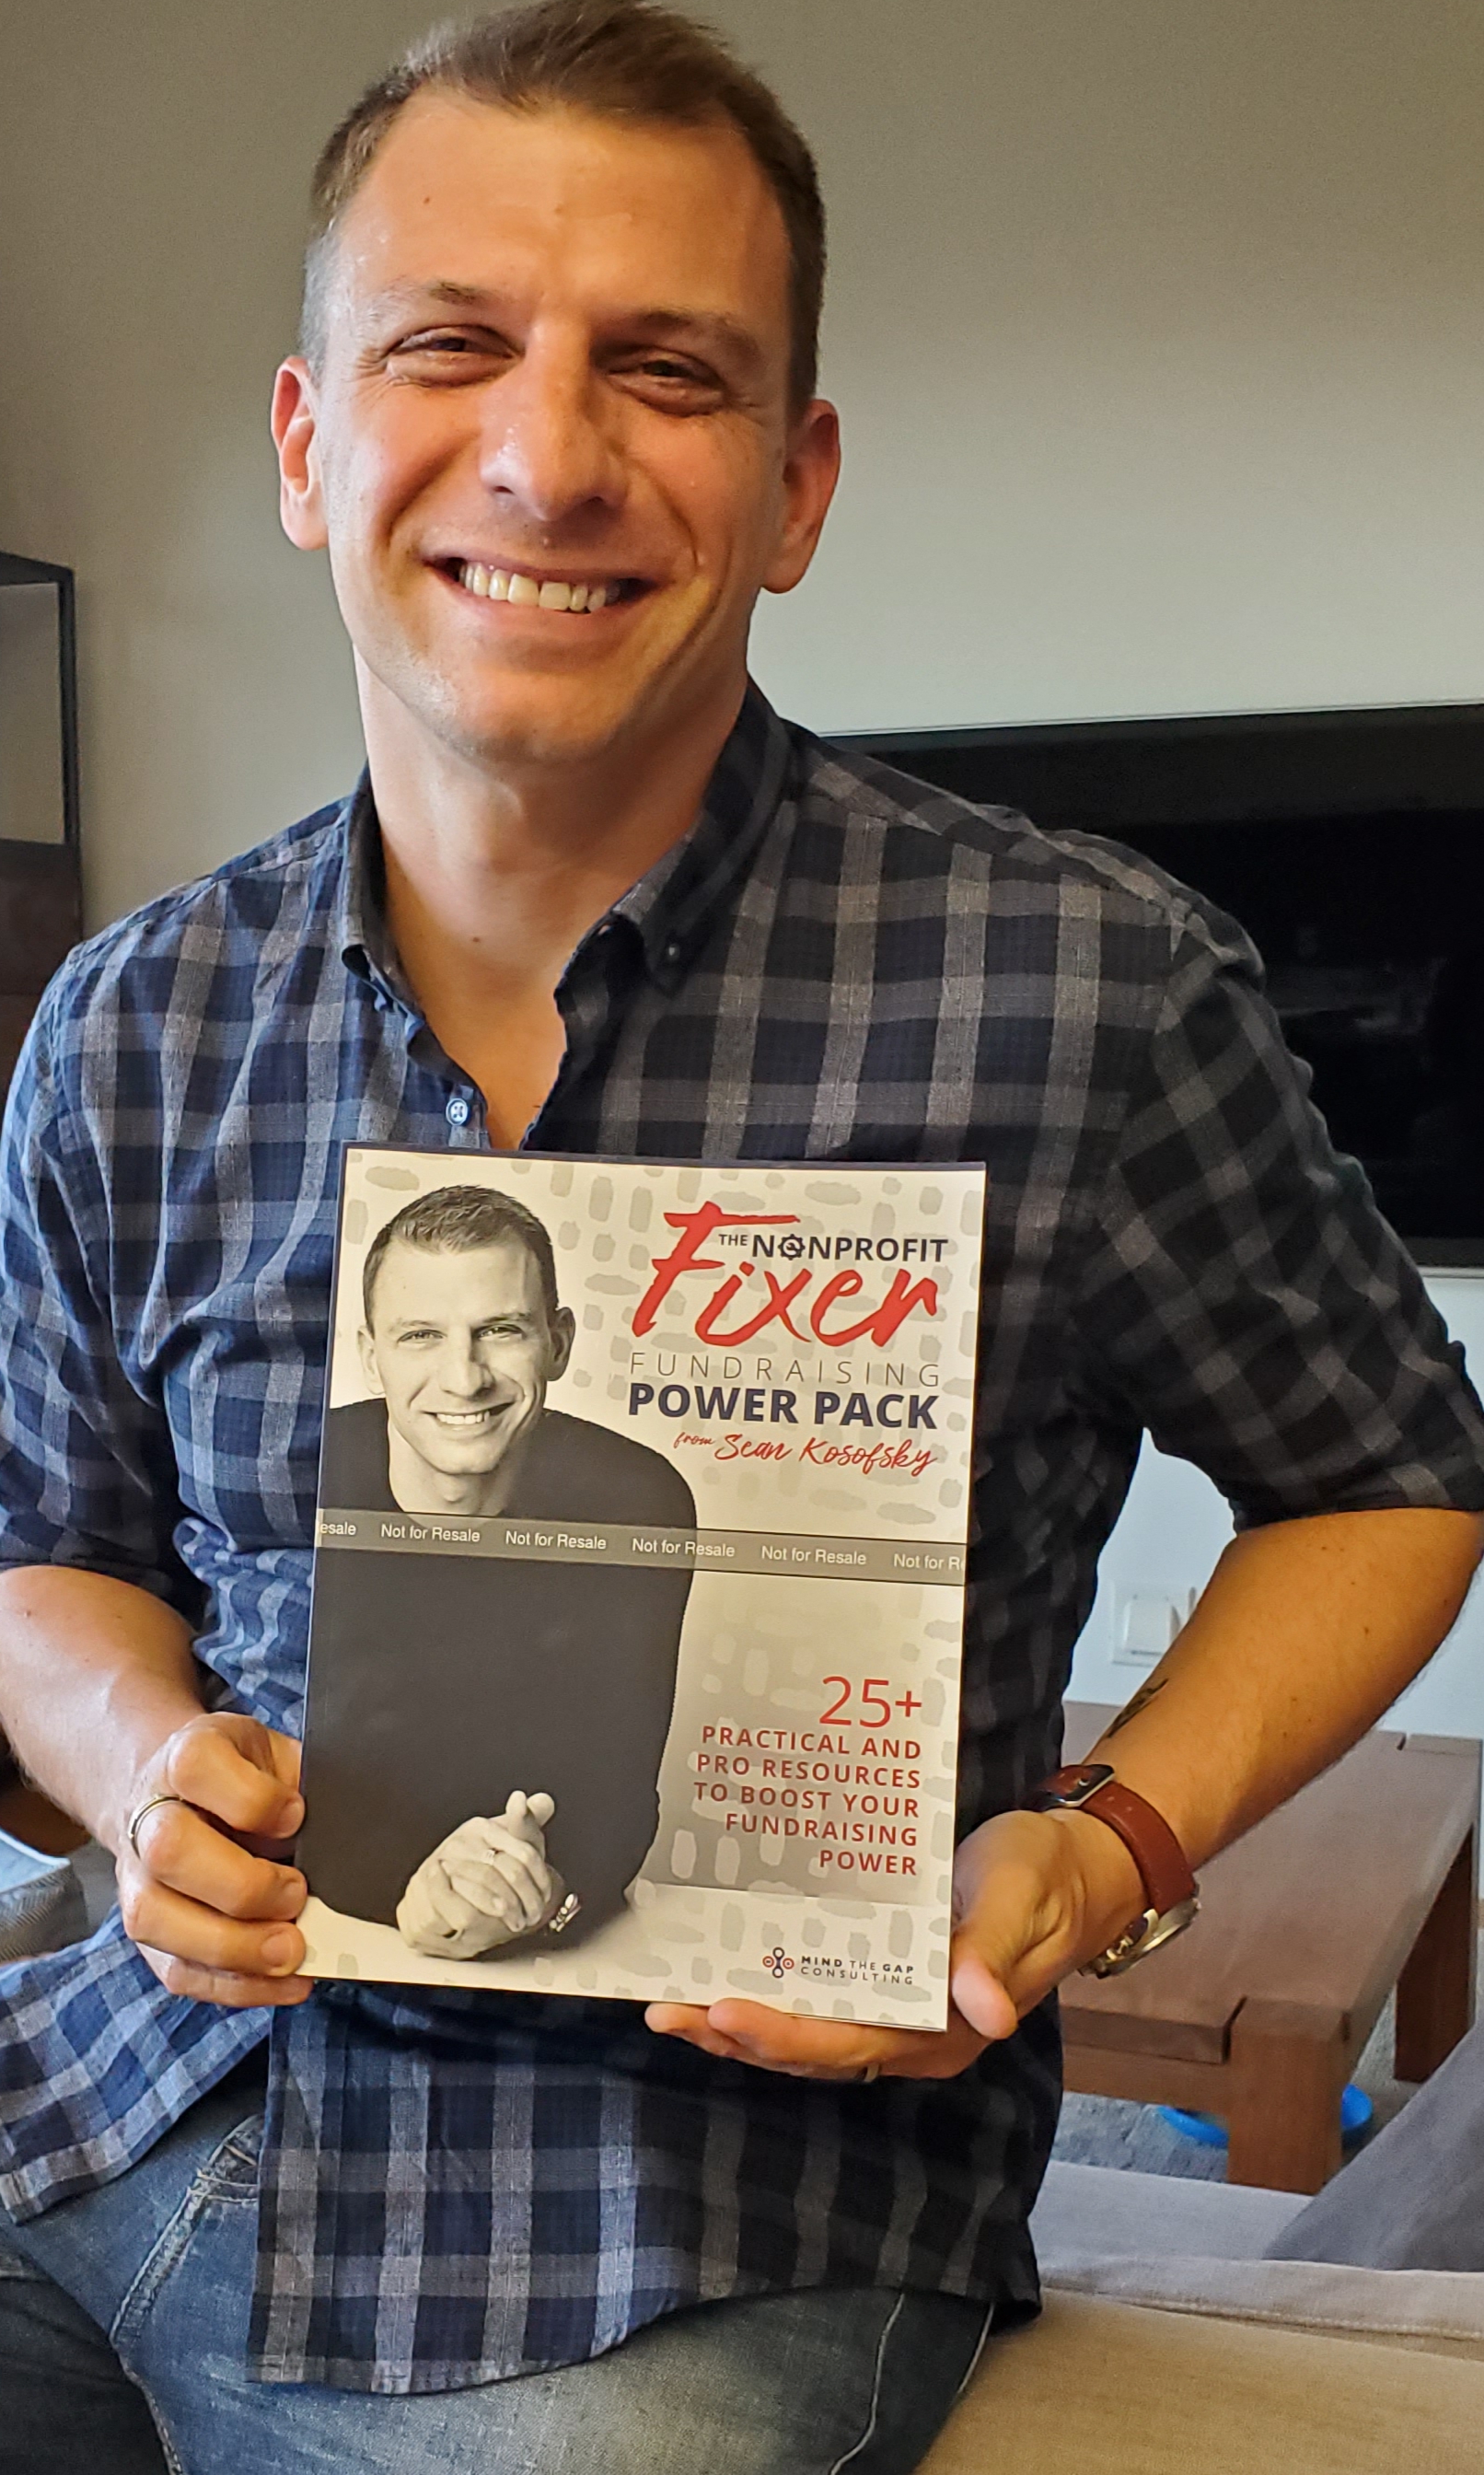 THE NONPROFIT
Fixer
FUNDRAISING
POWER PACK
from Sean Kosofsky
esale Not for Resale Not for Resale Not for Resale Not for Resale Not for Re
25+
PRACTICAL AND
PRO RESOURCES
TO BOOST YOUR
FUNDRAISING
POWER
MIND THE GAP
CONSULTING